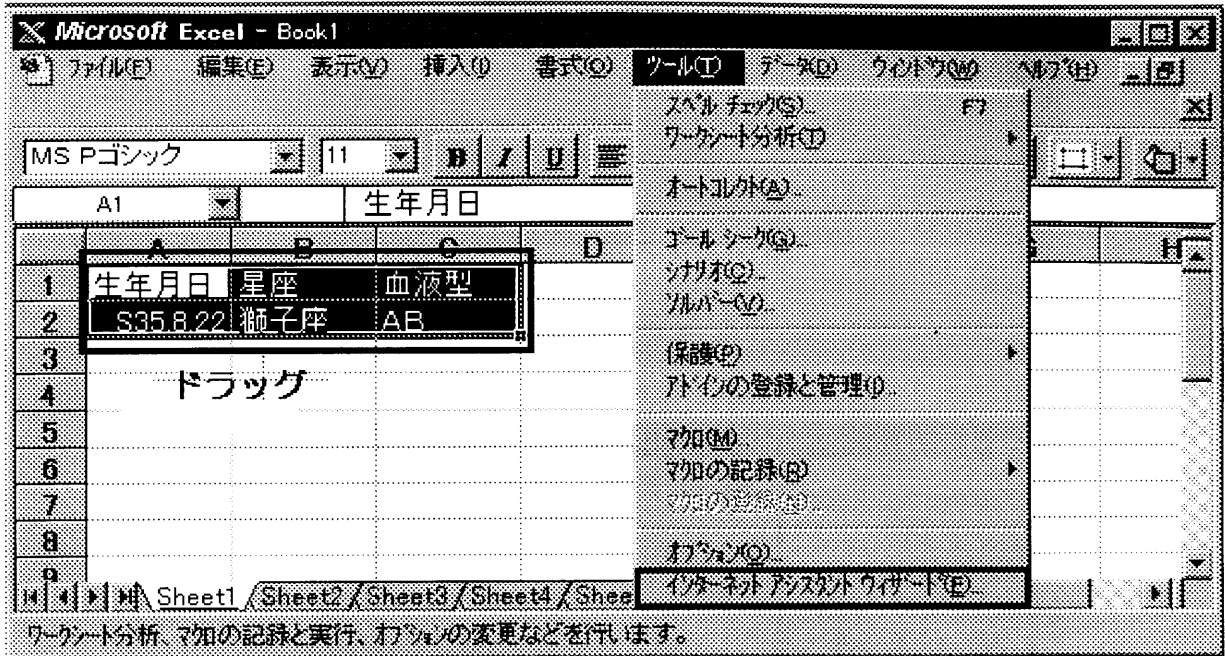 Microsoft Excel - Book1
ファイル(F) 編集(E) 表示(V) 挿入(I) 書式(O) ツール(T) データ(D) ウィンドウ(W) ヘルプ(H)
スペル チェック(S)... F7
ワークシート分析(T)
MS Pゴシック 11 B I U
オートコレクト(A)...
A1 生年月日
ゴール シーク(G)...
A B C D H
シナリオ(C)...
1 生年月日 星座 血液型
ソルバー(V)...
2 S35.8.22 獅子座 AB
3
保護(P)
4 ドラッグ
アドインの登録と管理(I)...
5
マクロ(M)...
6
マクロの記録(R)
7
8
オプション(O)...
9
インターネット アシスタント ウィザード(E)...
Sheet1 Sheet2 Sheet3 Sheet4 Shee
ワークシート分析、マクロの記録と実行、オプションの変更などを行います。